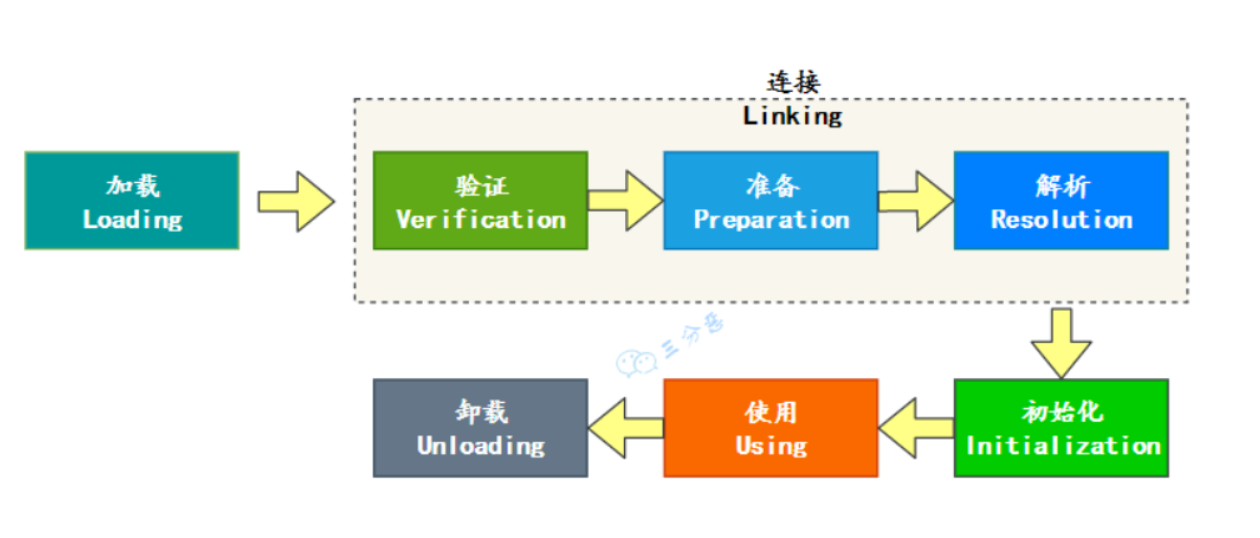 连接
Linking
加载
Loading
验证
Verification
准备
Preparation
解析
Resolution
三分恶
卸载
Unloading
使用
Using
初始化
Initialization